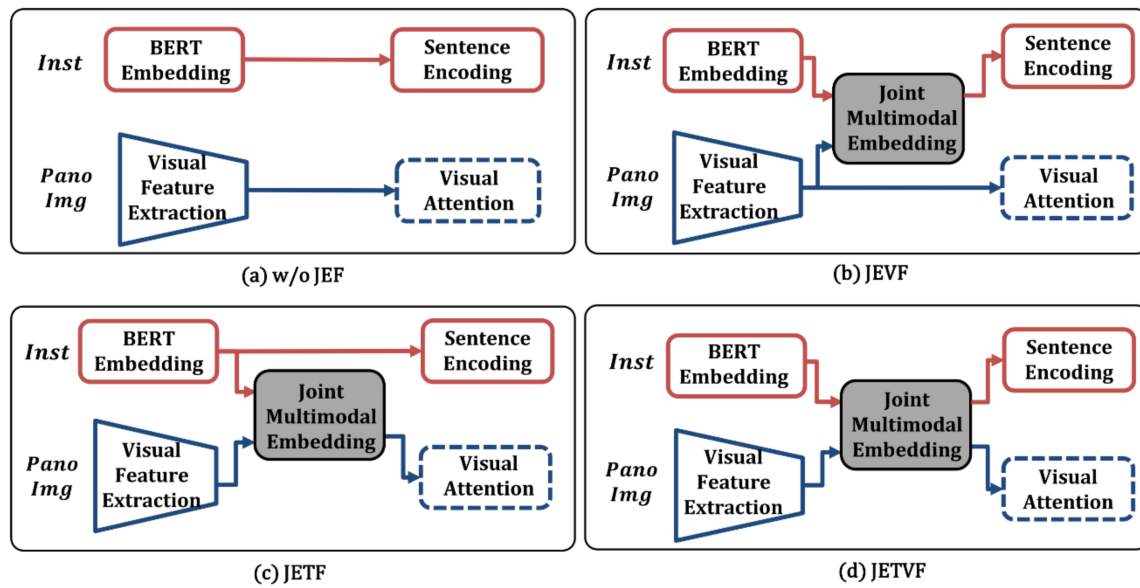 Inst
BERT
Embedding
Sentence
Encoding
Pano
Img
Visual
Feature
Extraction
Visual
Attention
(a) w/o JEF
Inst
BERT
Embedding
Joint
Multimodal
Embedding
Sentence
Encoding
Pano
Img
Visual
Feature
Extraction
Visual
Attention
(b) JEVF
Inst
BERT
Embedding
Sentence
Encoding
Joint
Multimodal
Embedding
Pano
Img
Visual
Feature
Extraction
Visual
Attention
(c) JETF
Inst
BERT
Embedding
Sentence
Encoding
Joint
Multimodal
Embedding
Pano
Img
Visual
Feature
Extraction
Visual
Attention
(d) JETVF